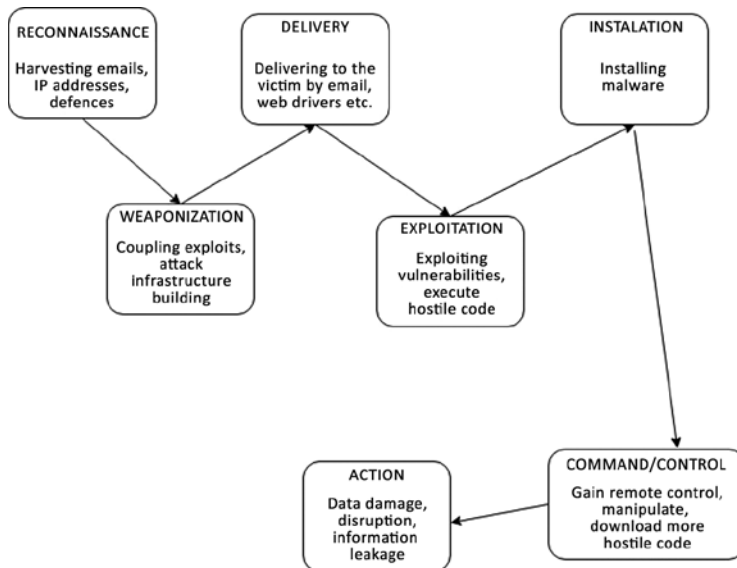 RECONNAISSANCE
Harvesting emails,
IP addresses,
defences
WEAPONIZATION
Coupling exploits,
attack
infrastructure
building
DELIVERY
Delivering to the
victim by email,
web drivers etc.
EXPLOITATION
Exploiting
vulnerabilities,
execute
hostile code
INSTALATION
Installing
malware
COMMAND/CONTROL
Gain remote control,
manipulate,
download more
hostile code
ACTION
Data damage,
disruption,
information
leakage